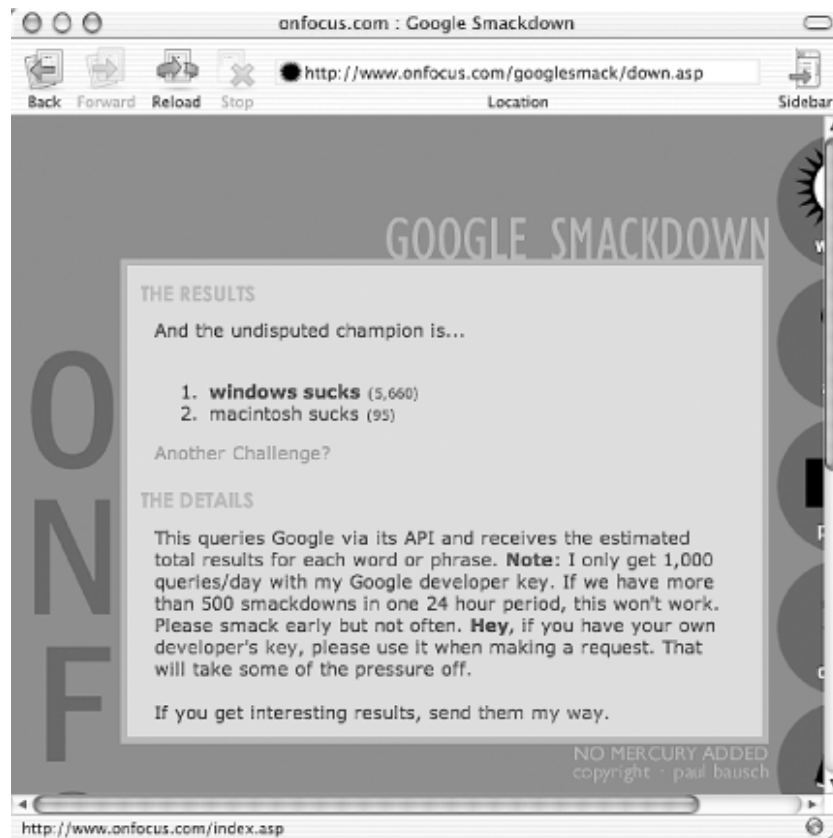 onfocus.com : Google Smackdown
http://www.onfocus.com/googlesmack/down.asp
Back Forward Reload Stop Location Sidebar
GOOGLE SMACKDOWN
THE RESULTS
And the undisputed champion is...
1. windows sucks (5,660)
2. macintosh sucks (95)
Another Challenge?
THE DETAILS
This queries Google via its API and receives the estimated
total results for each word or phrase. Note: I only get 1,000
queries/day with my Google developer key. If we have more
than 500 smackdowns in one 24 hour period, this won't work.
Please smack early but not often. Hey, if you have your own
developer's key, please use it when making a request. That
will take some of the pressure off.
If you get interesting results, send them my way.
O
N
F
NO MERCURY ADDED
copyright · paul bausch
http://www.onfocus.com/index.asp